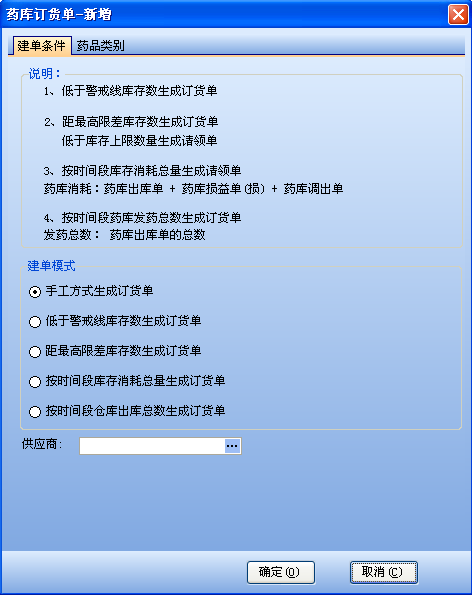 药库订货单-新增
建单条件 药品类别
说明：
1、低于警戒线库存数生成订货单
2、距最高限差库存数生成订货单
低于库存上限数量生成请领单
3、按时间段库存消耗总量生成请领单
药库消耗：药库出库单 + 药库损益单(损) + 药库调出单
4、按时间段药库发药总数生成订货单
发药总数： 药库出库单的总数
建单模式
手工方式生成订货单
低于警戒线库存数生成订货单
距最高限差库存数生成订货单
按时间段库存消耗总量生成订货单
按时间段仓库出库总数生成订货单
供应商: ...
确定(O) 取消(C)